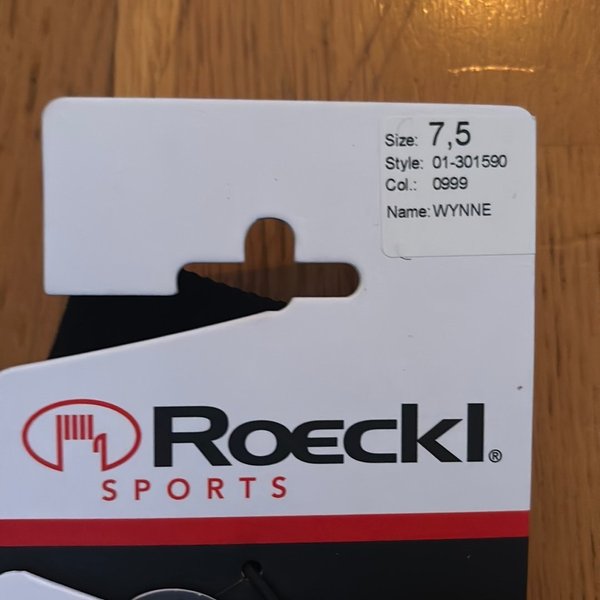 Size: 7,5
Style: 01-301590
Col.: 0999
Name: WYNNE
Roeckl®
SPORTS